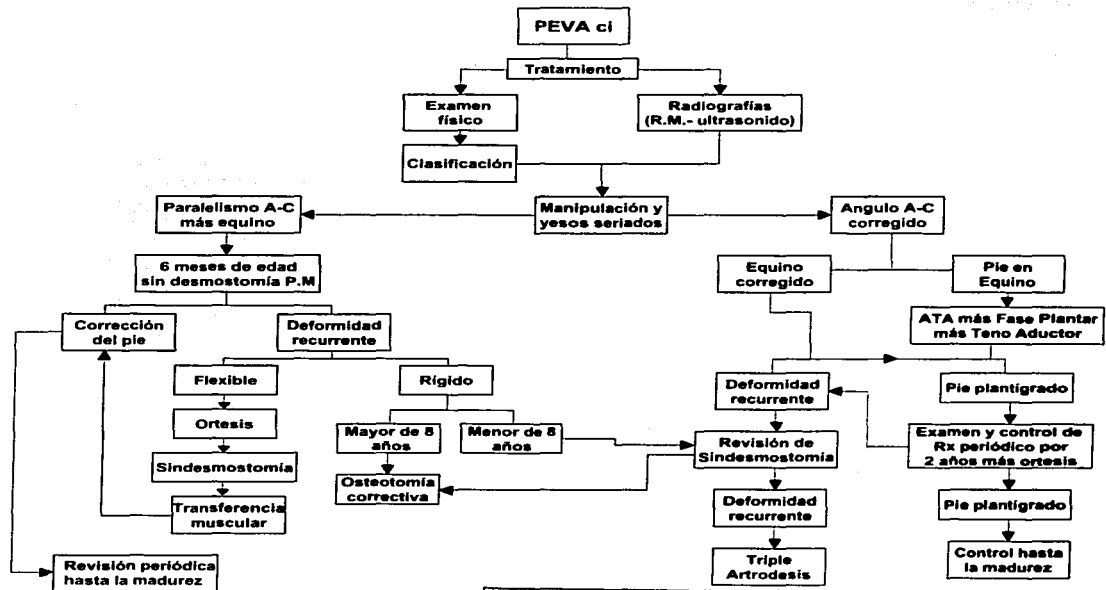 PEVA ci
Tratamiento
Examen
físico
Radiografías
(R.M.- ultrasonido)
Clasificación
Paralelismo A-C
más equino
Manipulación y
yesos seriados
Angulo A-C
corregido
6 meses de edad
sin desmostomía P.M
Equino
corregido
Pie en
Equino
Corrección
del pie
Deformidad
recurrente
ATA más Fase Plantar
más Teno Aductor
Flexible
Rígido
Deformidad
recurrente
Pie plantígrado
Ortesis
Mayor de 8
años
Menor de 8
años
Revisión de
Sindesmostomía
Examen y control de
Rx periódico por
2 años más ortesis
Sindesmostomía
Osteotomía
correctiva
Transferencia
muscular
Deformidad
recurrente
Pie plantígrado
Revisión periódica
hasta la madurez
Triple
Artrodesis
Control hasta
la madurez